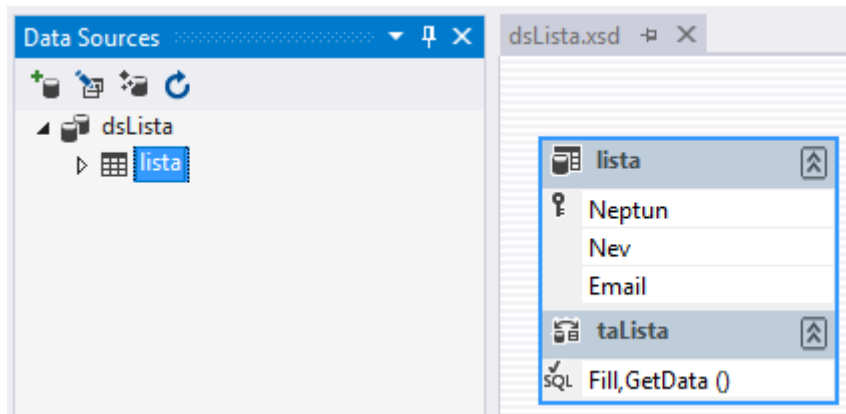 Data Sources
dsLista
lista
dsLista.xsd
lista
Neptun
Nev
Email
taLista
SQL Fill,GetData ()